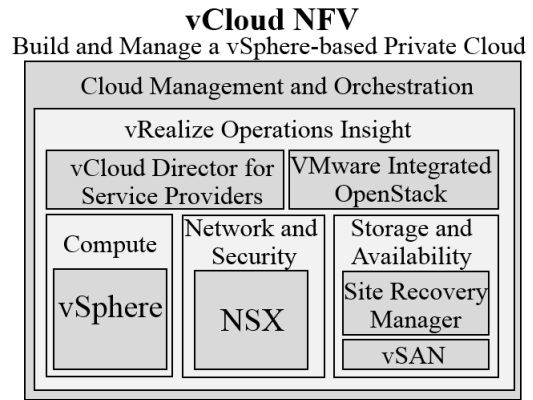 vCloud NFV
Build and Manage a vSphere-based Private Cloud
Cloud Management and Orchestration
vRealize Operations Insight
vCloud Director for
Service Providers
VMware Integrated
OpenStack
Compute
vSphere
Network and
Security
NSX
Storage and
Availability
Site Recovery
Manager
vSAN